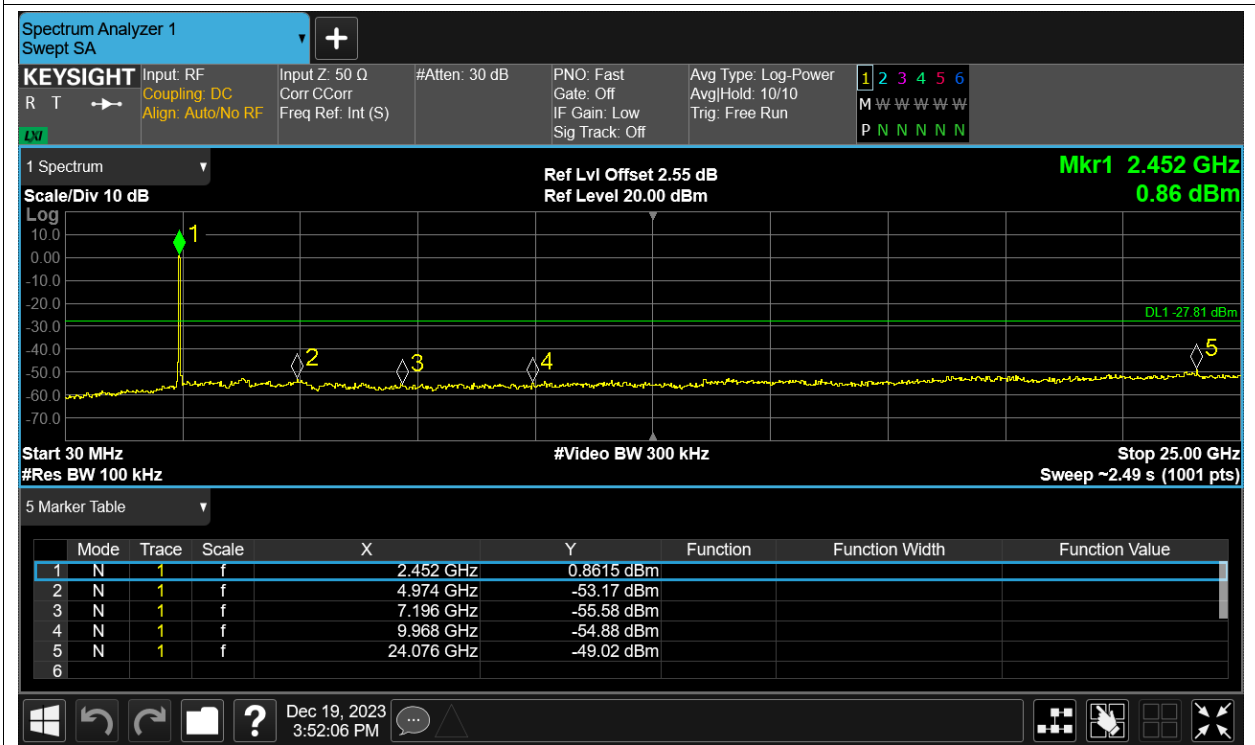 Spectrum Analyzer 1
Swept SA
KEYSIGHT Input: RF Input Z: 50 Ω #Atten: 30 dB PNO: Fast Avg Type: Log-Power 1 2 3 4 5 6
R T Coupling: DC Corr CCorr Gate: Off Avg|Hold: 10/10 M W W W W W
Align: Auto/No RF Freq Ref: Int (S) IF Gain: Low Trig: Free Run
LXI Sig Track: Off P N N N N N
1 Spectrum Ref Lvl Offset 2.55 dB Mkr1 2.452 GHz
Scale/Div 10 dB Ref Level 20.00 dBm 0.86 dBm
Log
10.0 1
0.00
-10.0
-20.0
DL1 -27.81 dBm
-30.0
-40.0 2 3 4 5
-50.0
-60.0
-70.0
Start 30 MHz #Video BW 300 kHz Stop 25.00 GHz
#Res BW 100 kHz Sweep ~2.49 s (1001 pts)
5 Marker Table
Mode Trace Scale X Y Function Function Width Function Value
1 N 1 f 2.452 GHz 0.8615 dBm
2 N 1 f 4.974 GHz -53.17 dBm
3 N 1 f 7.196 GHz -55.58 dBm
4 N 1 f 9.968 GHz -54.88 dBm
5 N 1 f 24.076 GHz -49.02 dBm
6
? Dec 19, 2023
3:52:06 PM